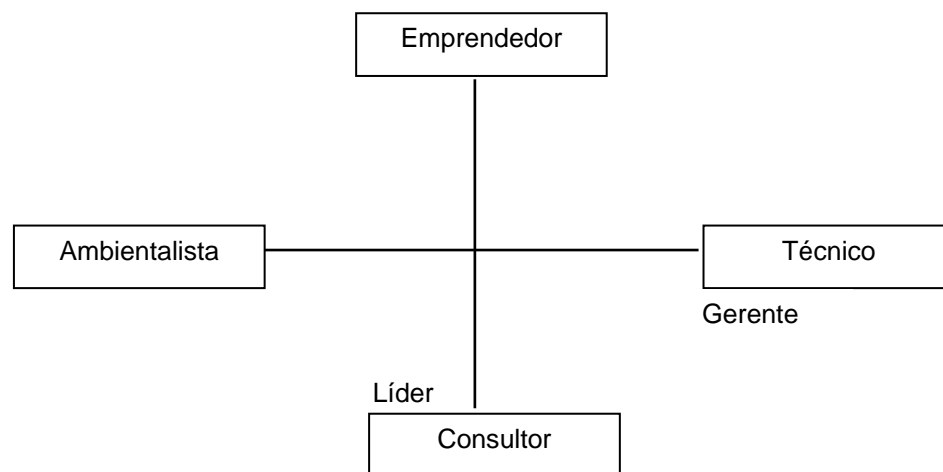 Emprendedor
Ambientalista
Técnico
Gerente
Líder
Consultor